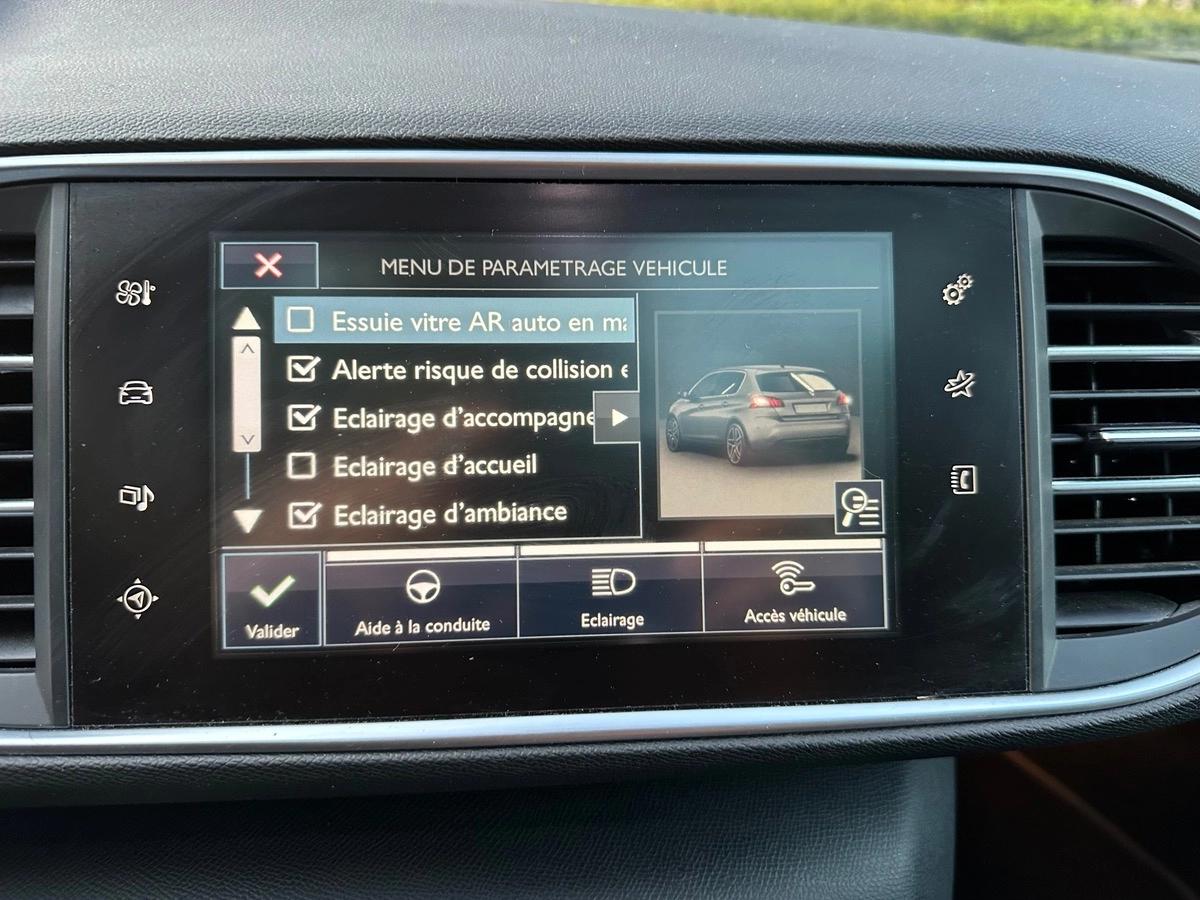 MENU DE PARAMETRAGE VEHICULE
Essuie vitre AR auto en
Alerte risque de collision
Eclairage d'accompagne
Eclairage d'accueil
Eclairage d'ambiance
Valider
Aide à la conduite
Eclairage
Accès véhicule